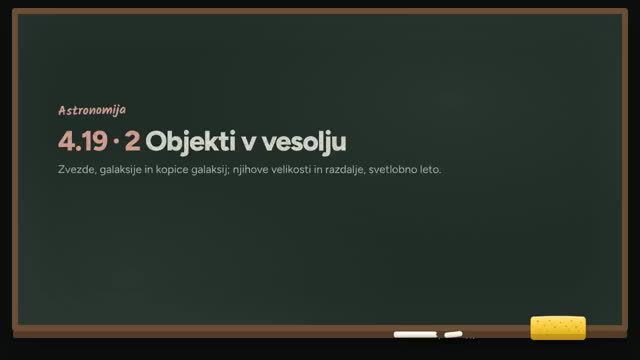 Astronomija
4.19 · 2 Objekti v vesolju
Zvezde, galaksije in kopice galaksij; njihove velikosti in razdalje, svetlobno leto.